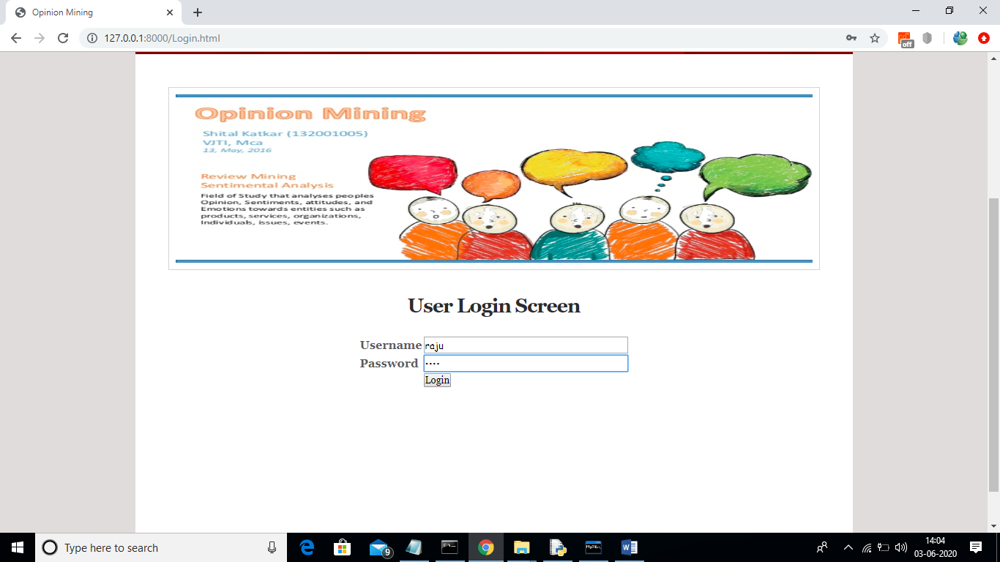 Opinion Mining
127.0.0.1:8000/Login.html
off
Opinion Mining
Shital Katkar (132001005)
VJTI, Mca
13, May, 2016
Review Mining
Sentimental Analysis
Field of Study that analyses peoples
Opinion, Sentiments, attitudes, and
Emotions towards entities such as
products, services, organizations,
Individuals, issues, events.
User Login Screen
Username raju
Password ••••
Login
Type here to search
9
14:04
03-06-2020